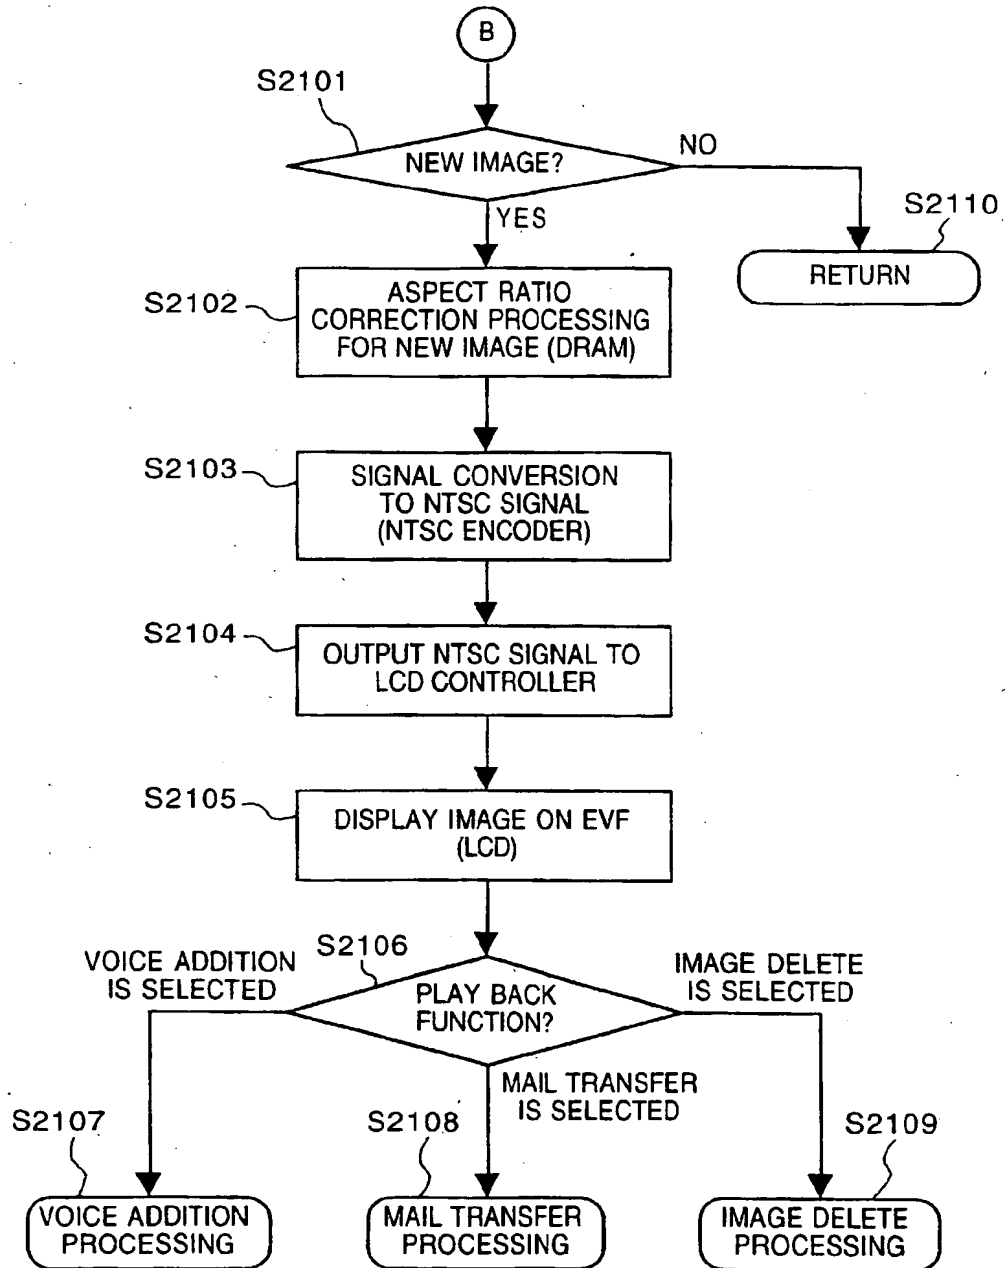 B
S2101
NEW IMAGE?
NO
YES
S2110
RETURN
S2102
ASPECT RATIO
CORRECTION PROCESSING
FOR NEW IMAGE (DRAM)
S2103
SIGNAL CONVERSION
TO NTSC SIGNAL
(NTSC ENCODER)
S2104
OUTPUT NTSC SIGNAL TO
LCD CONTROLLER
S2105
DISPLAY IMAGE ON EVF
(LCD)
S2106
PLAY BACK
FUNCTION?
VOICE ADDITION
IS SELECTED
IMAGE DELETE
IS SELECTED
MAIL TRANSFER
IS SELECTED
S2107
VOICE ADDITION
PROCESSING
S2108
MAIL TRANSFER
PROCESSING
S2109
IMAGE DELETE
PROCESSING